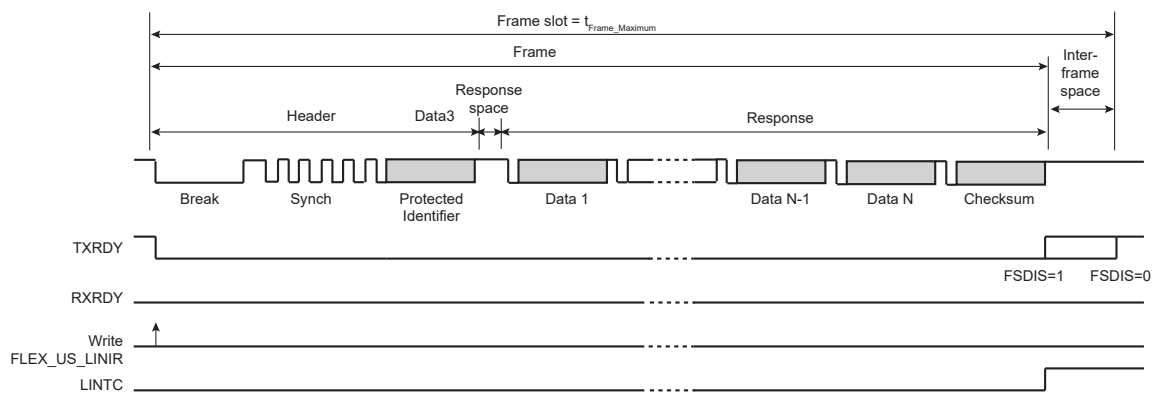 Frame slot = tFrame_Maximum
Frame
Inter-
frame
space
Response
space
Header
Data3
Response
Break
Synch
Protected
Identifier
Data 1
Data N-1
Data N
Checksum
TXRDY
FSDIS=1
FSDIS=0
RXRDY
Write
FLEX_US_LINIR
LINTC